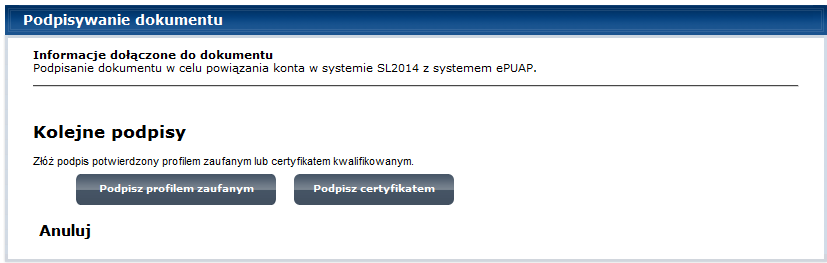 Podpisywanie dokumentu
Informacje dołączone do dokumentu
Podpisanie dokumentu w celu powiązania konta w systemie SL2014 z systemem ePUAP.
Kolejne podpisy
Złóż podpis potwierdzony profilem zaufanym lub certyfikatem kwalifikowanym.
Podpisz profilem zaufanym Podpisz certyfikatem
Anuluj